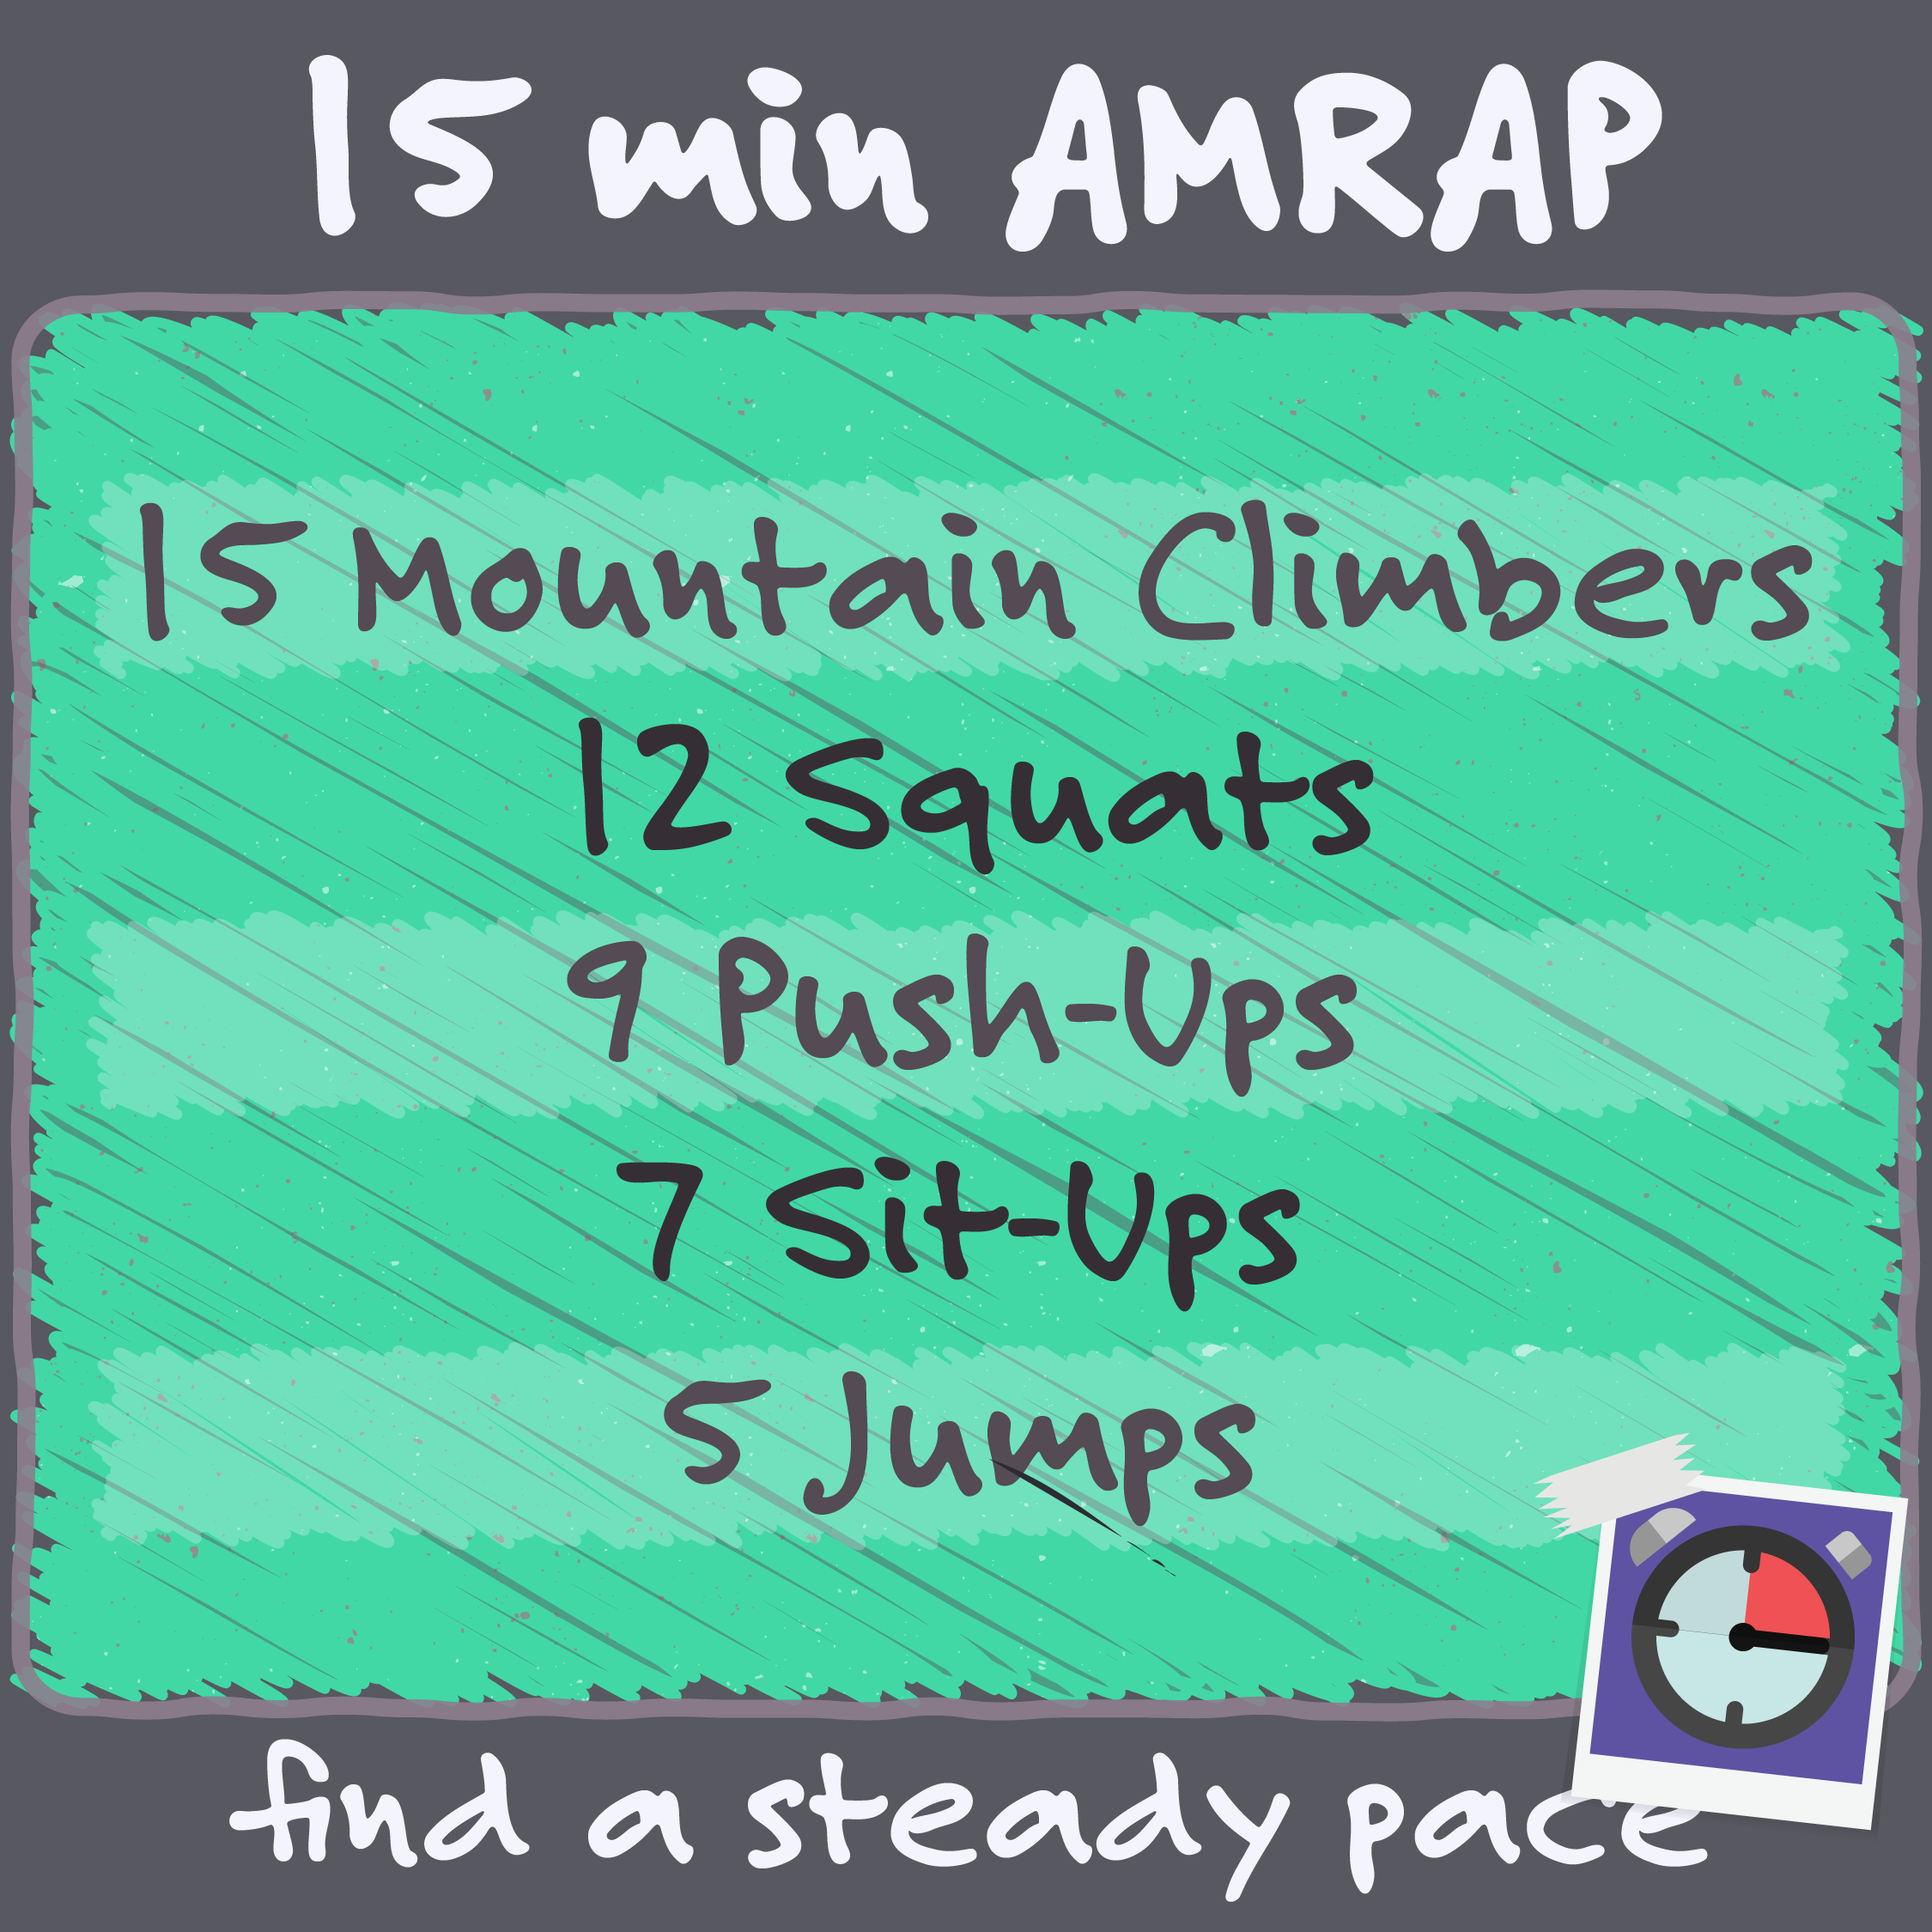 15 min AMRAP
15 Mountain Climbers
12 Squats
9 Push-Ups
7 Sit-Ups
5 Jumps
find a steady pace